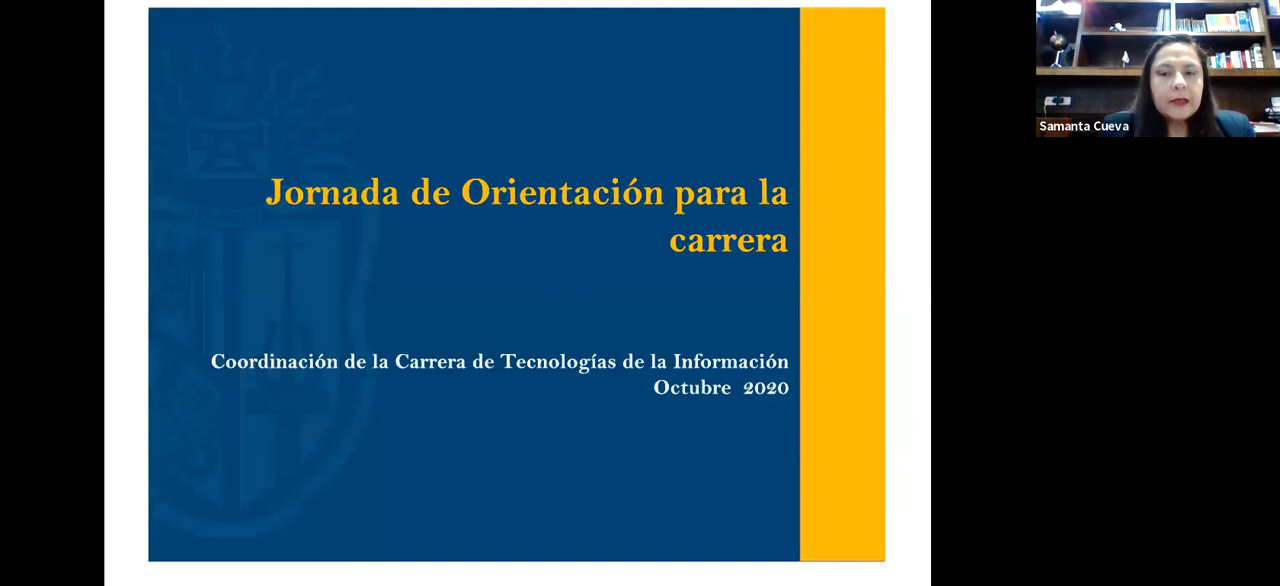 Jornada de Orientación para la
carrera
Coordinación de la Carrera de Tecnologías de la Información
Octubre 2020
Samanta Cueva